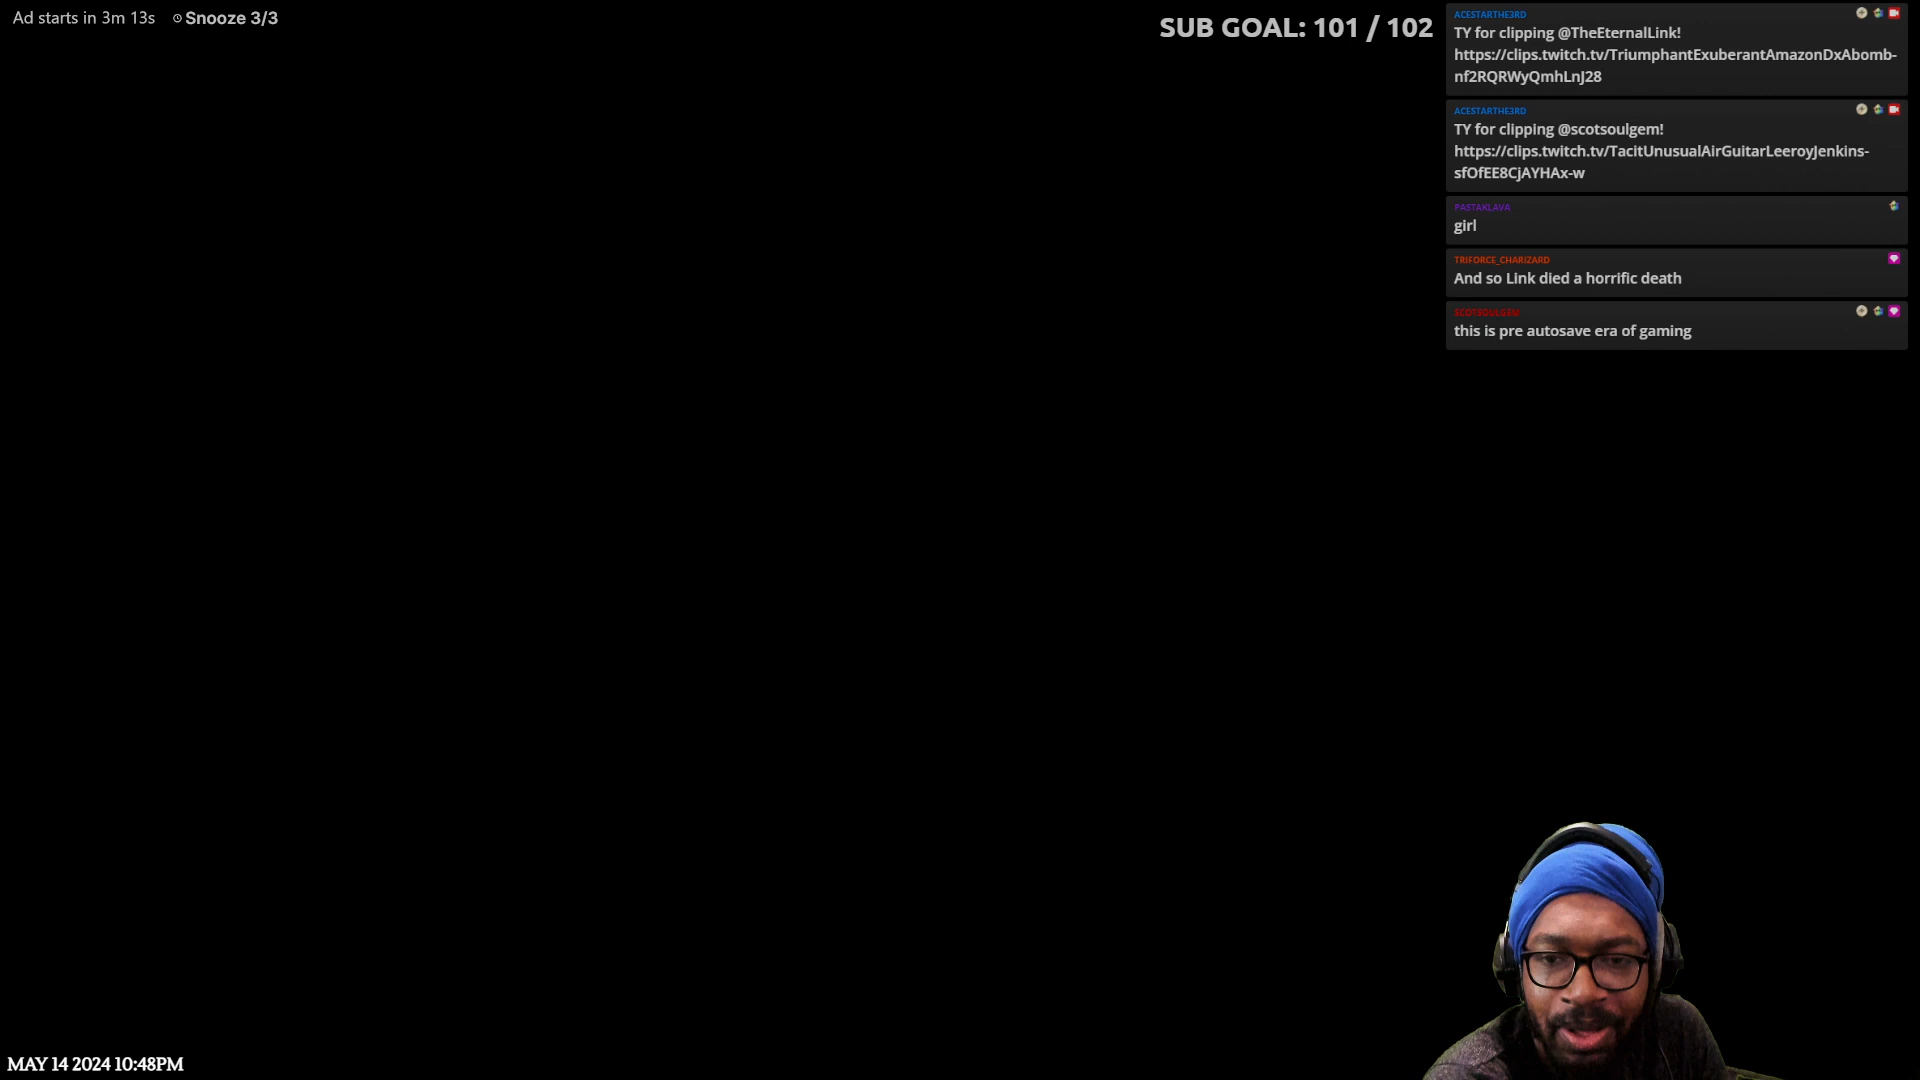 Ad starts in 3m 13s Snooze 3/3
SUB GOAL: 101 / 102
ACESTARTHE3RD
TY for clipping @TheEternalLink!
https://clips.twitch.tv/TriumphantExuberantAmazonDxAbomb-
nf2RQRWyQmhLnJ28
ACESTARTHE3RD
TY for clipping @scotsoulgem!
https://clips.twitch.tv/TacitUnusualAirGuitarLeeroyJenkins-
sfOfEE8CjAYHAx-w
PASTAKLAVA
girl
TRIFORCE_CHARIZARD
And so Link died a horrific death
SCOTSOULGEM
this is pre autosave era of gaming
MAY 14 2024 10:48PM